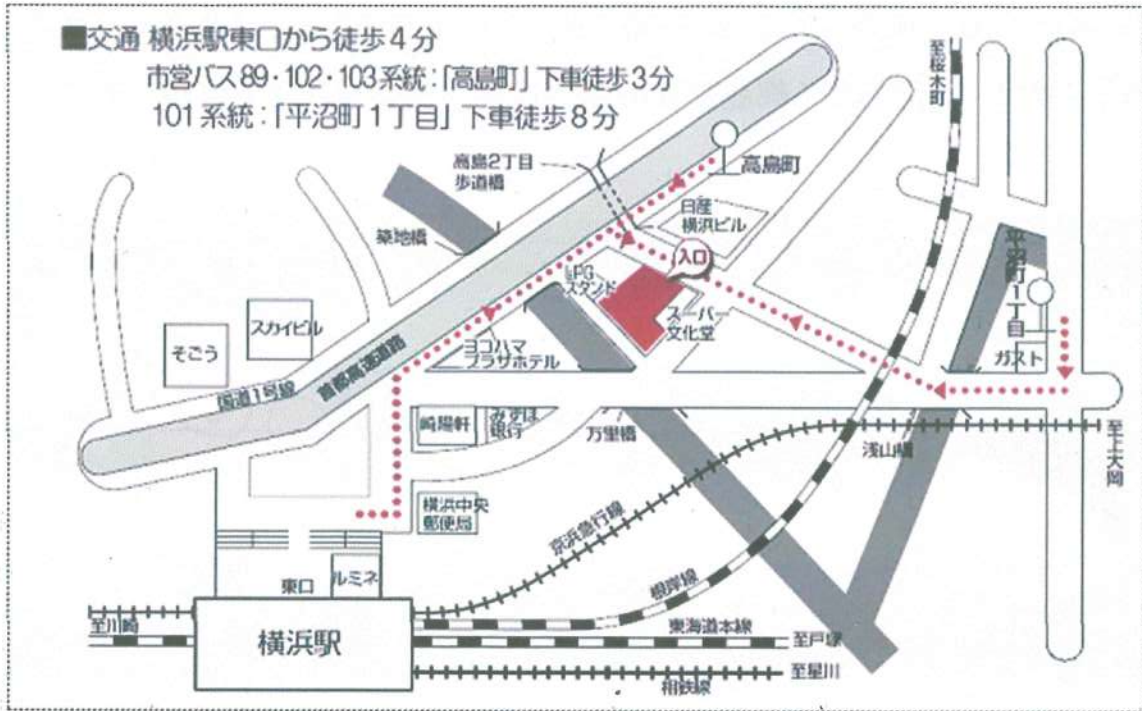 ■交通 横浜駅東口から徒歩4分
市営バス89・102・103系統:「高島町」下車徒歩3分
101系統:「平沼町1丁目」下車徒歩8分
至桜木町
高島2丁目
歩道橋
高島町
築地橋
日産
横浜ビル
入口
LPG
スタンド
スーパー
文化堂
平沼町一丁目
ガスト
スカイビル
そごう
ヨコハマ
プラザホテル
国道1号線
首都高速道路
崎陽軒
みずほ
銀行
万里橋
浅山橋
至上大岡
横浜中央
郵便局
京浜急行線
東口
ルミネ
根岸線
至川崎
横浜駅
東海道本線
至戸塚
至星川
相鉄線